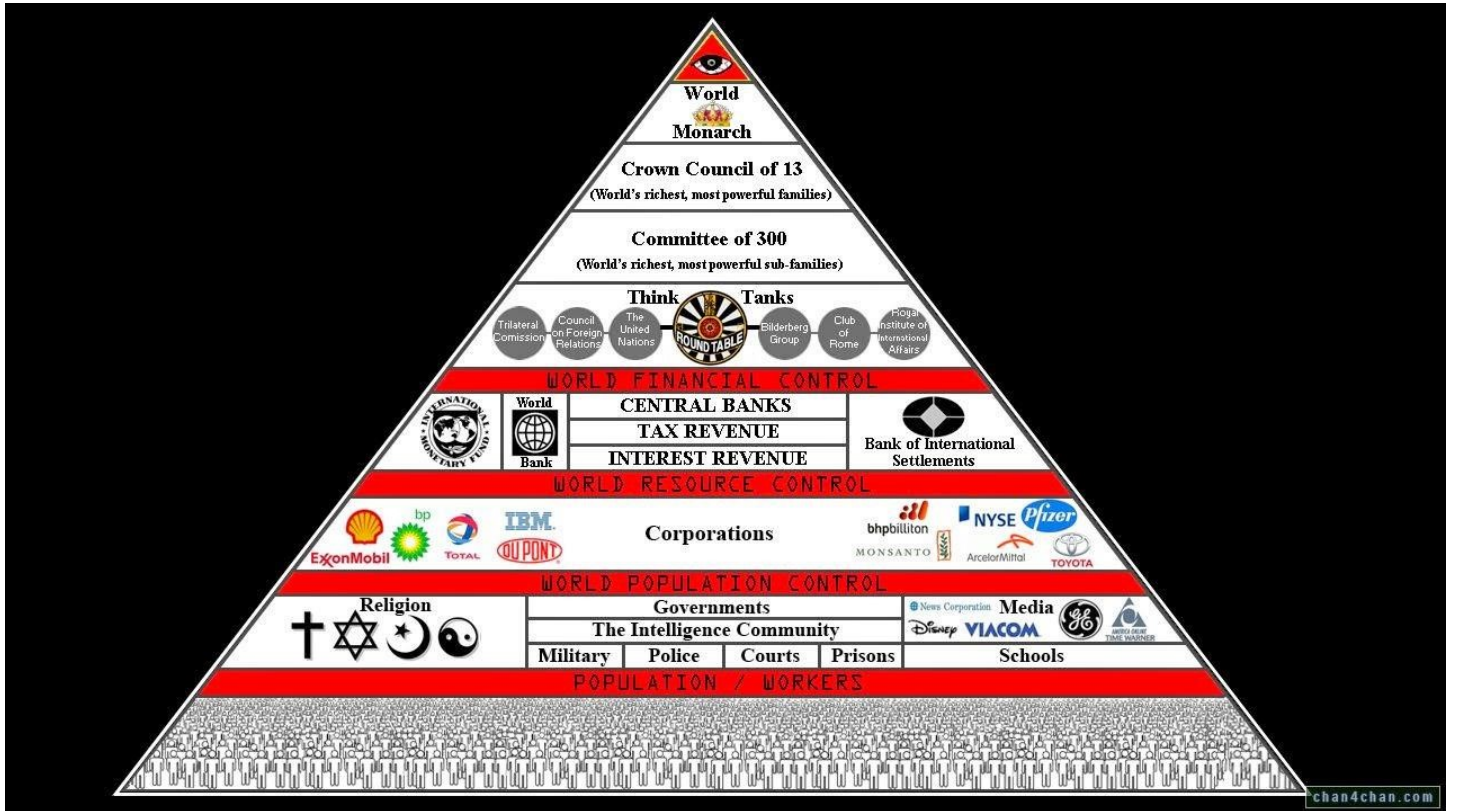 World
Monarch
Crown Council of 13
(World's richest, most powerful families)
Committee of 300
(World's richest, most powerful sub-families)
Think Tanks
Trilateral
Comission
Council
on Foreign
Relations
The
United
Nations
ROUND TABLE
Bilderberg
Group
Club
of
Rome
Royal
Institute of
International
Affairs
WORLD FINANCIAL CONTROL
INTERNATIONAL
MONETARY FUND
World
Bank
CENTRAL BANKS
TAX REVENUE
INTEREST REVENUE
Bank of International
Settlements
WORLD RESOURCE CONTROL
ExxonMobil
bp
TOTAL
IBM
DUPONT
Corporations
bhpbilliton
MONSANTO
NYSE
Pfizer
ArcelorMittal
TOYOTA
WORLD POPULATION CONTROL
Religion
Governments
The Intelligence Community
Military Police Courts Prisons
News Corporation Media
Disney VIACOM
GE
AMERICA ONLINE
TIME WARNER
Schools
POPULATION / WORKERS
chan4chan.com